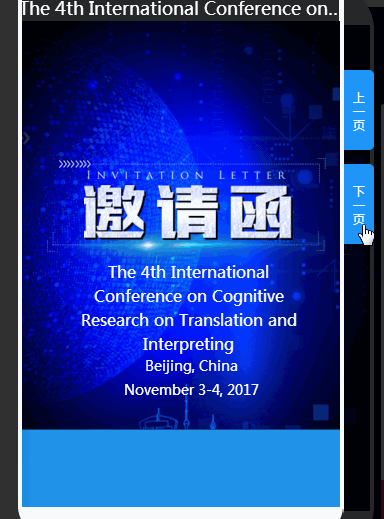 The 4th International Conference on...
上一页
INVITATION LETTER
邀请函
下一页
The 4th International
Conference on Cognitive
Research on Translation and
Interpreting
Beijing, China
November 3-4, 2017